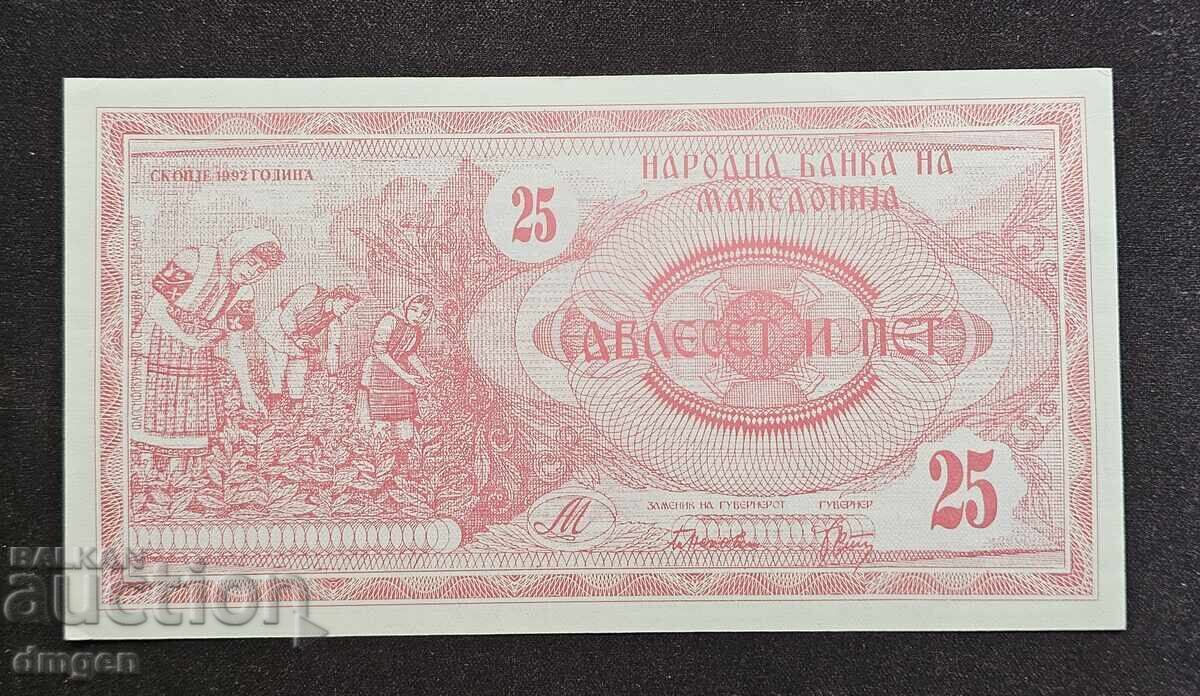 СКОПЈЕ 1992 ГОДИНА
25
НАРОДНА БАНКА НА
МАКЕДОНИЈА
ДВАЕСЕТ И ПЕТ
25
ЗАМЕНИК НА ГУВЕРНЕРОТ ГУВЕРНЕР
М
BALKAN
auction
dmgen